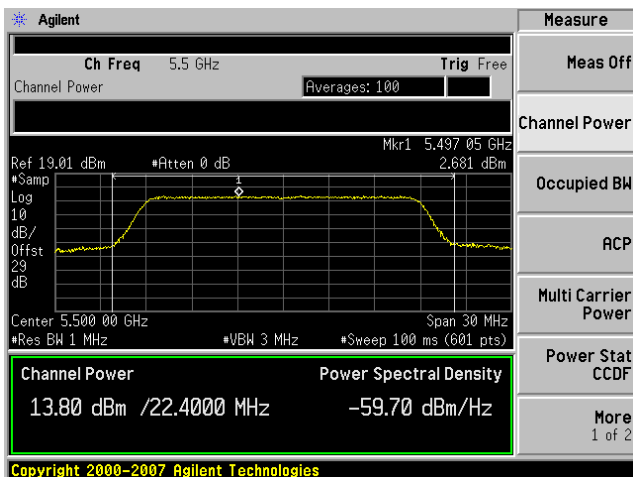 Agilent
Measure
Ch Freq 5.5 GHz Trig Free
Channel Power Averages: 100
Meas Off
Channel Power
Mkr1 5.497 05 GHz
Ref 19.01 dBm #Atten 0 dB 2.681 dBm
#Samp
Log
10
dB/
Offst
29
dB
1
Occupied BW
ACP
Multi Carrier
Power
Center 5.500 00 GHz Span 30 MHz
#Res BW 1 MHz #VBW 3 MHz #Sweep 100 ms (601 pts)
Channel Power Power Spectral Density
13.80 dBm /22.4000 MHz -59.70 dBm/Hz
Power Stat
CCDF
More
1 of 2
Copyright 2000-2007 Agilent Technologies